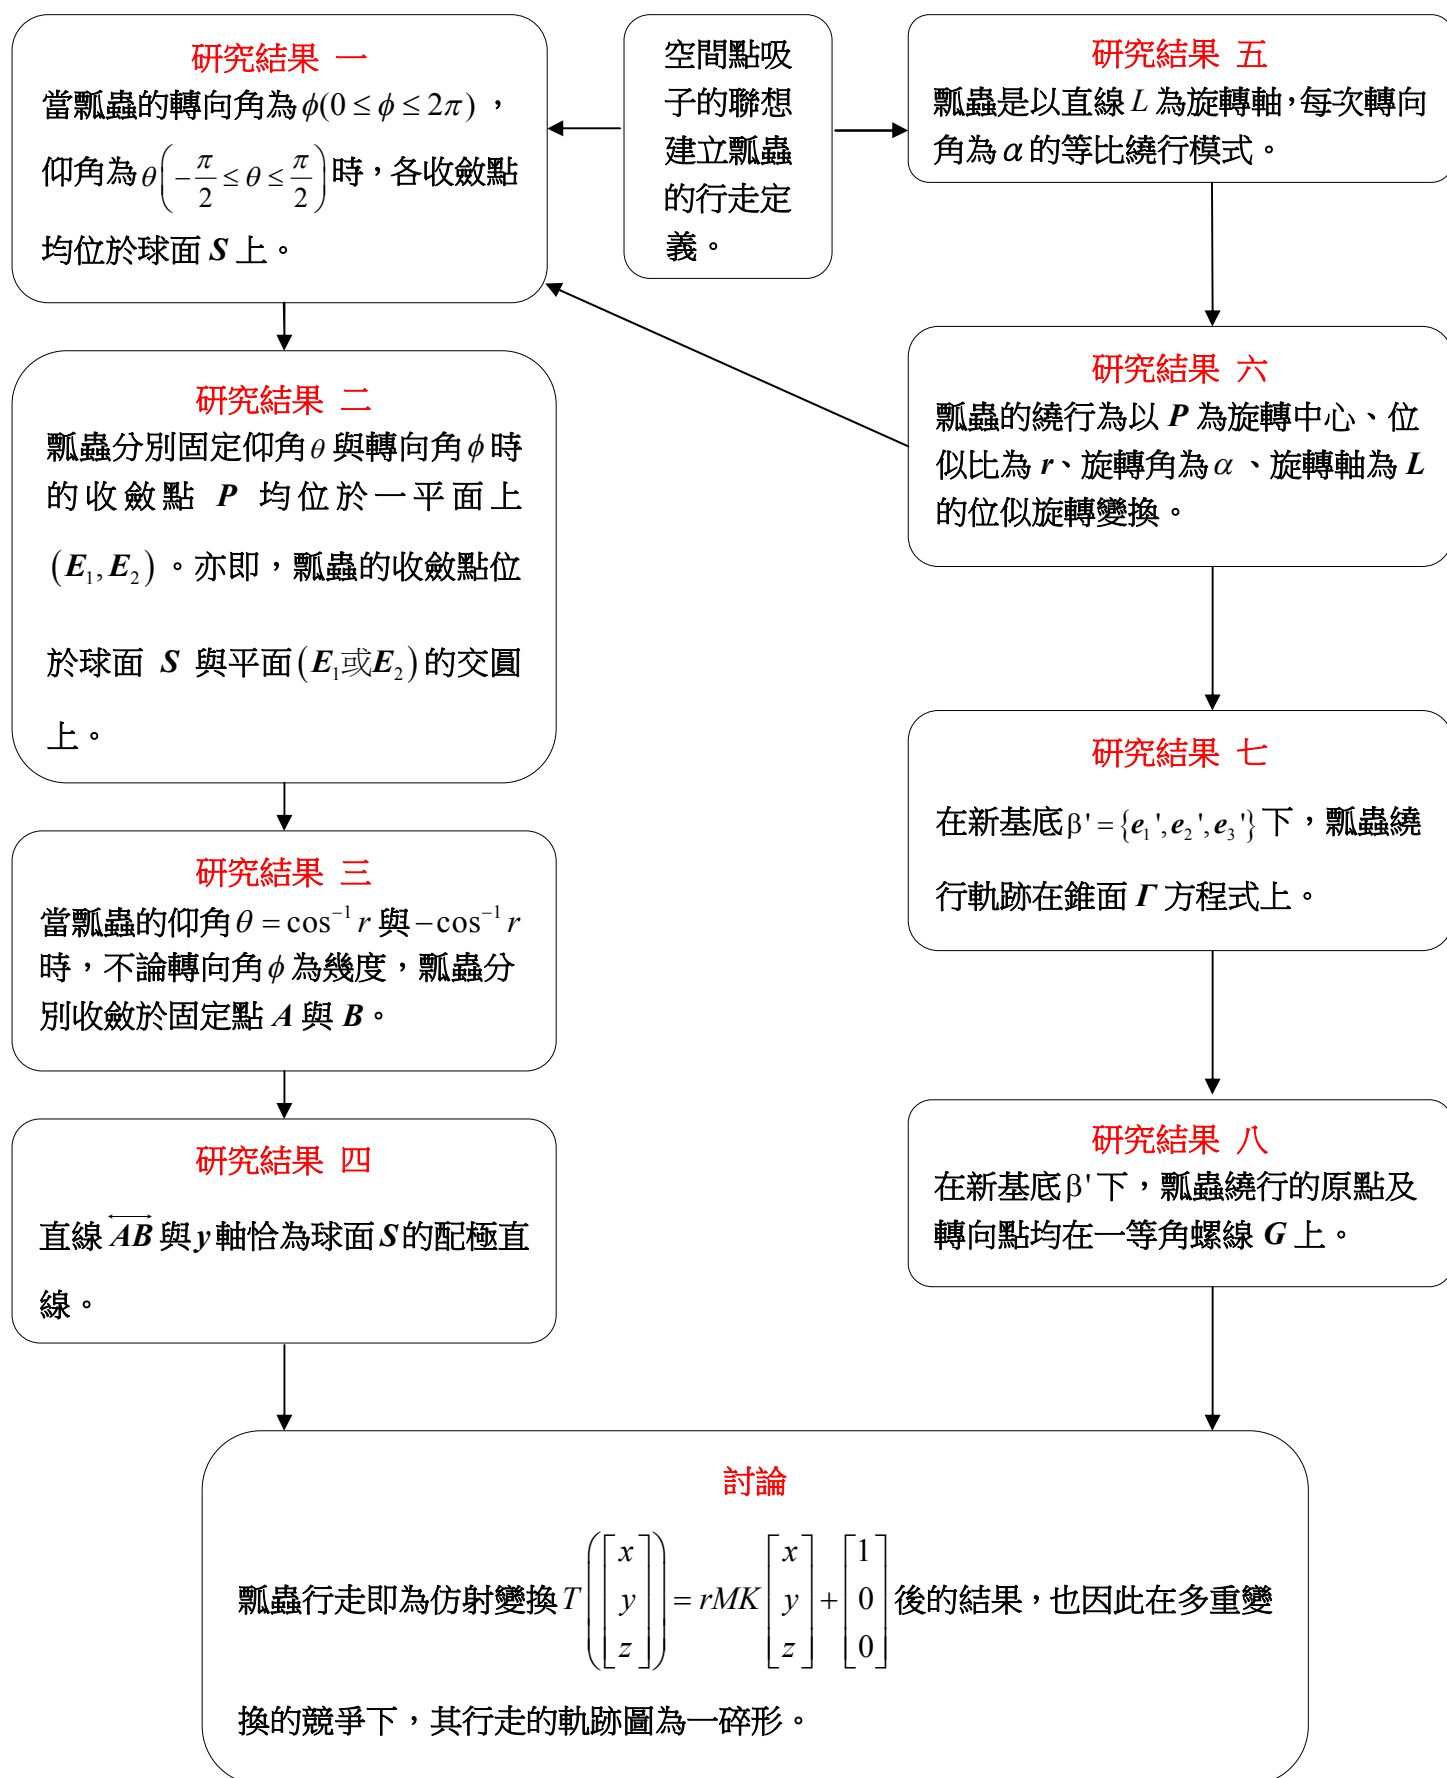 研究結果 一
當瓢蟲的轉向角為ϕ(0 ≤ ϕ ≤ 2π)，
仰角為θ(−π/2 ≤ θ ≤ π/2)時，各收斂點
均位於球面 S 上。
研究結果 二
瓢蟲分別固定仰角θ與轉向角ϕ時
的收斂點 P 均位於一平面上
(E₁, E₂)。亦即，瓢蟲的收斂點位
於球面 S 與平面(E₁或E₂)的交圓
上。
研究結果 三
當瓢蟲的仰角θ = cos⁻¹ r 與 −cos⁻¹ r
時，不論轉向角ϕ為幾度，瓢蟲分
別收斂於固定點 A 與 B。
研究結果 四
直線 AB 與 y 軸恰為球面 S 的配極直
線。
空間點吸
子的聯想
建立瓢蟲
的行走定
義。
研究結果 五
瓢蟲是以直線 L 為旋轉軸，每次轉向
角為α的等比繞行模式。
研究結果 六
瓢蟲的繞行為以 P 為旋轉中心、位
似比為 r、旋轉角為α、旋轉軸為 L
的位似旋轉變換。
研究結果 七
在新基底β' = {e₁', e₂', e₃'}下，瓢蟲繞
行軌跡在錐面 Γ 方程式上。
研究結果 八
在新基底β'下，瓢蟲繞行的原點及
轉向點均在一等角螺線 G 上。
討論
瓢蟲行走即為仿射變換T([x y z]) = rMK[x y z] + [1 0 0]後的結果，也因此在多重變
換的競爭下，其行走的軌跡圖為一碎形。